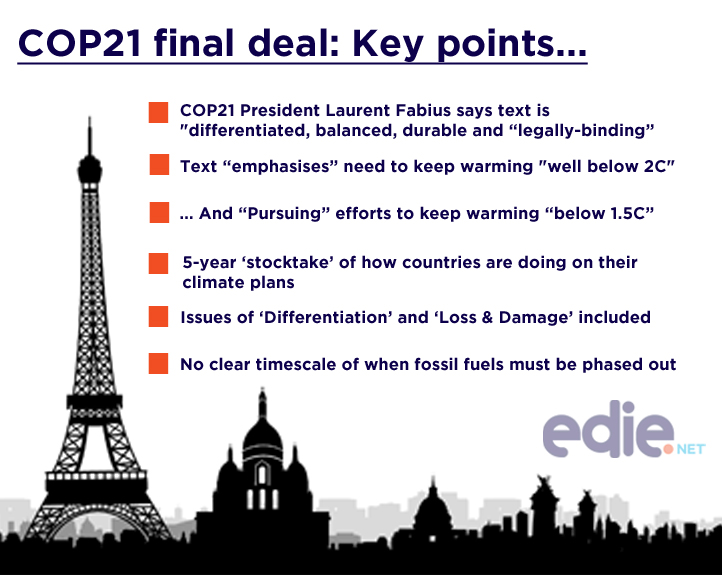 COP21 final deal: Key points...
COP21 President Laurent Fabius says text is
"differentiated, balanced, durable and “legally-binding”
Text “emphasises” need to keep warming "well below 2C"
... And “Pursuing” efforts to keep warming “below 1.5C”
5-year ‘stocktake’ of how countries are doing on their
climate plans
Issues of ‘Differentiation’ and ‘Loss & Damage’ included
No clear timescale of when fossil fuels must be phased out
edie.NET